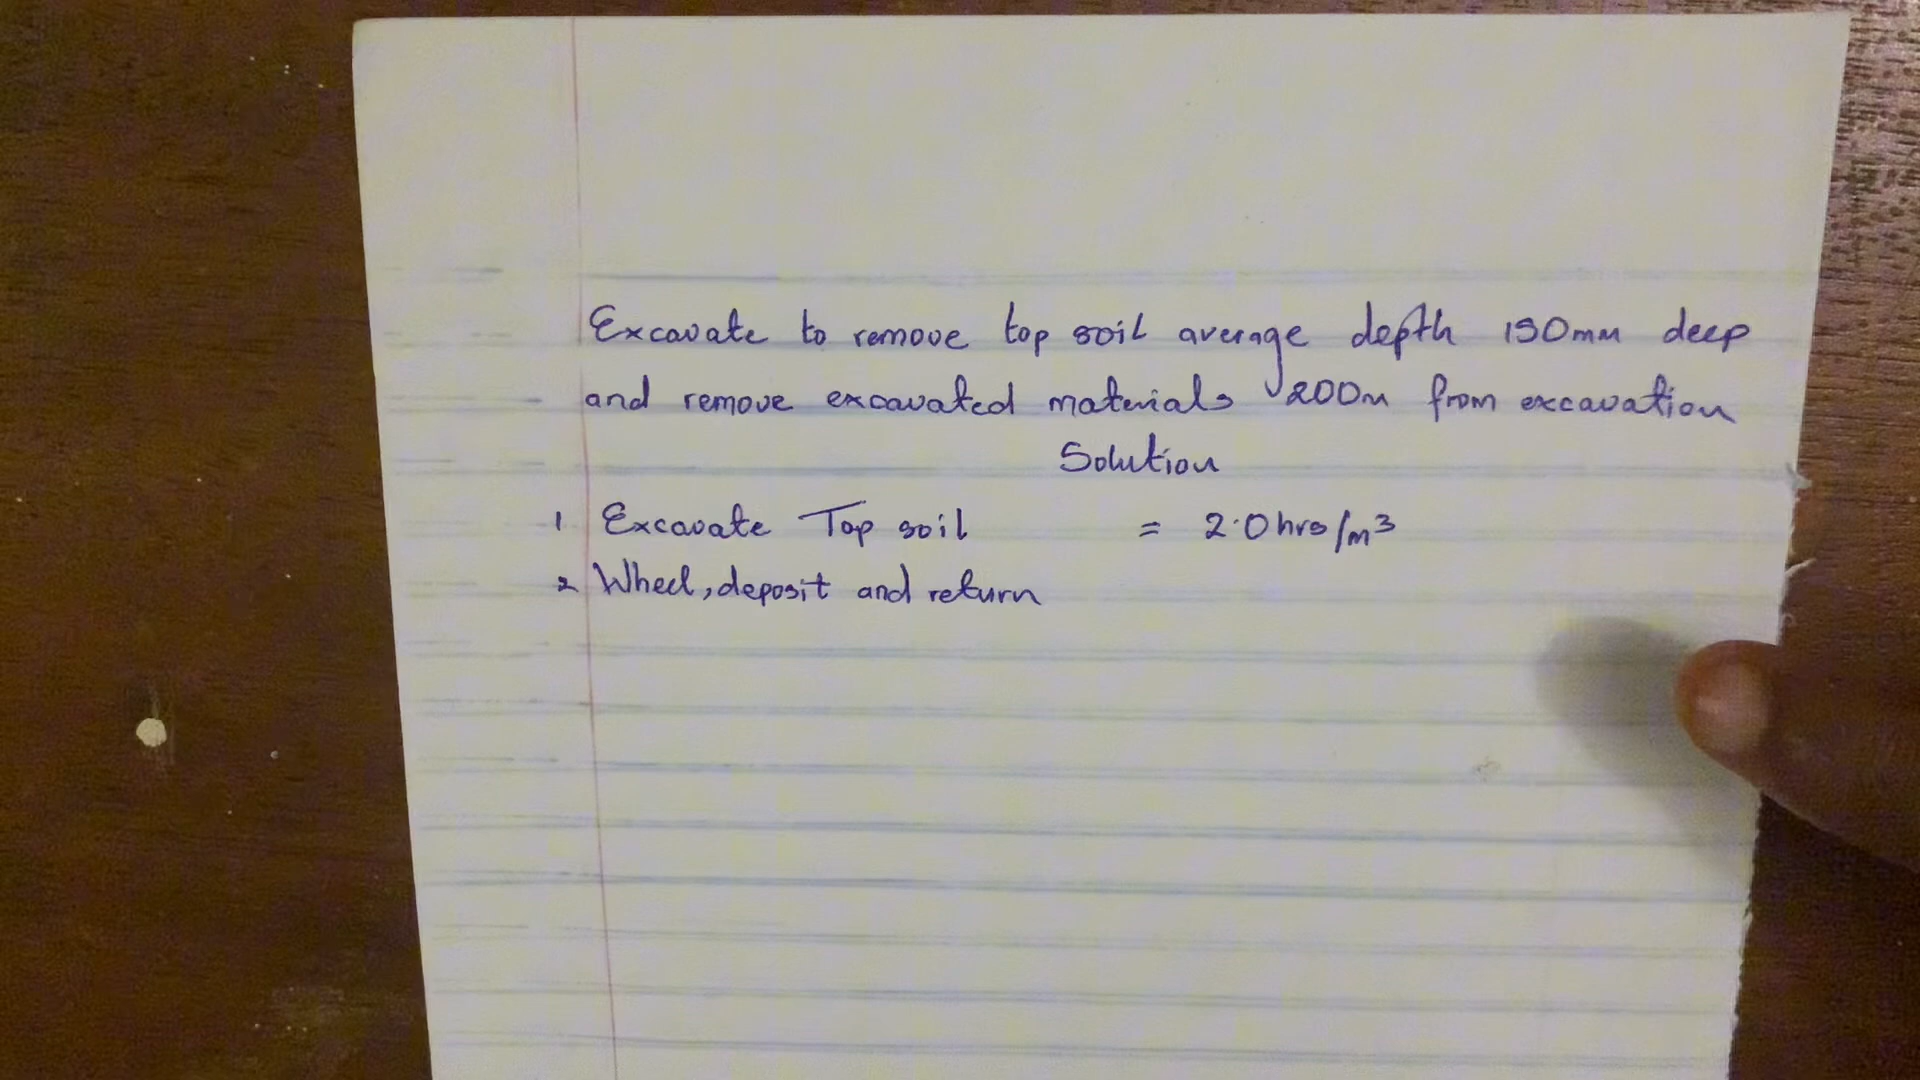 Excavate to remove top soil average depth 150mm deep
and remove excavated materials 200m from excavation
Solution
1 Excavate Top soil = 2.0hrs/m³
2 Wheel, deposit and return